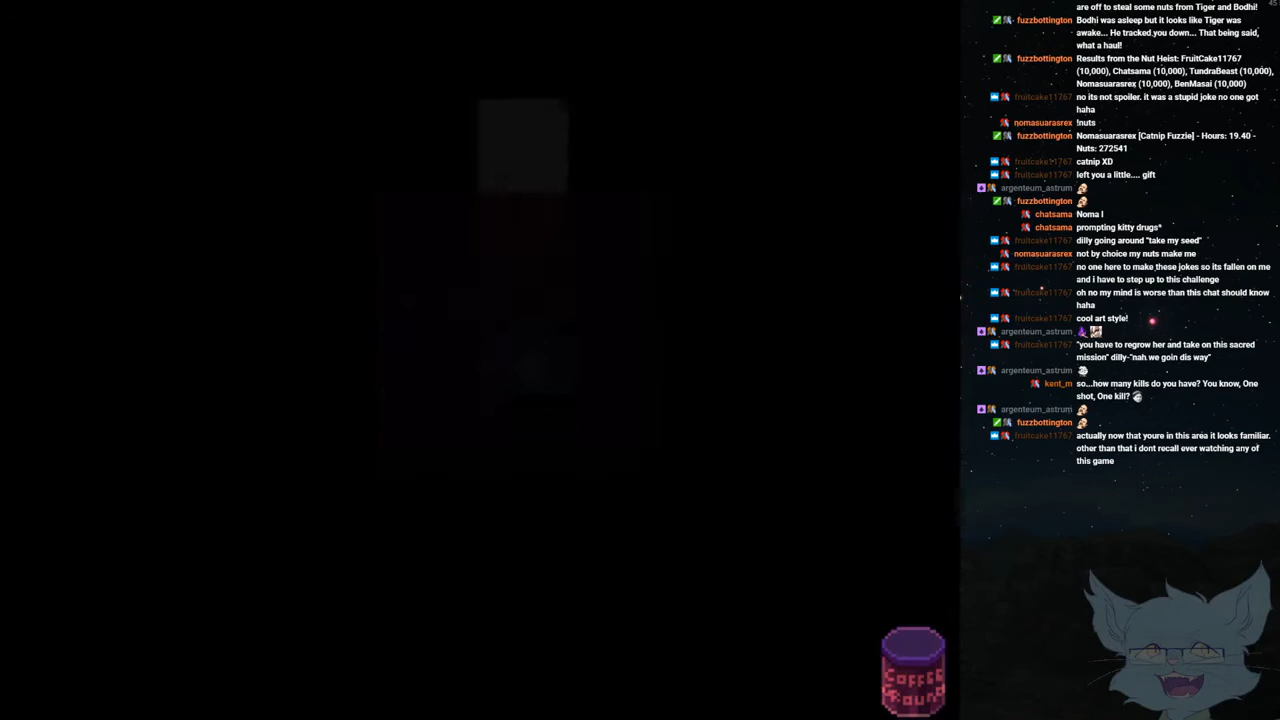 45
are off to steal some nuts from Tiger and Bodhi!
fuzzbottington Bodhi was asleep but it looks like Tiger was
awake... He tracked you down... That being said,
what a haul!
fuzzbottington Results from the Nut Heist: FruitCake11767
(10,000), Chatsama (10,000), TundraBeast (10,000),
Nomasuarasrex (10,000), BenMasai (10,000)
fruitcake11767 no its not spoiler. it was a stupid joke no one got
haha
nomasuarasrex !nuts
fuzzbottington Nomasuarasrex [Catnip Fuzzie] - Hours: 19.40 -
Nuts: 272541
fruitcake11767 catnip XD
fruitcake11767 left you a little.... gift
argenteum_astrum
fuzzbottington
chatsama Noma I
chatsama prompting kitty drugs*
fruitcake11767 dilly going around "take my seed"
nomasuarasrex not by choice my nuts make me
fruitcake11767 no one here to make these jokes so its fallen on me
and i have to step up to this challenge
fruitcake11767 oh no my mind is worse than this chat should know
haha
fruitcake11767 cool art style!
argenteum_astrum
fruitcake11767 "you have to regrow her and take on this sacred
mission" dilly-"nah we goin dis way"
argenteum_astrum
kent_m so...how many kills do you have? You know, One
shot, One kill?
argenteum_astrum
fuzzbottington
fruitcake11767 actually now that youre in this area it looks familiar.
other than that i dont recall ever watching any of
this game
Coffee